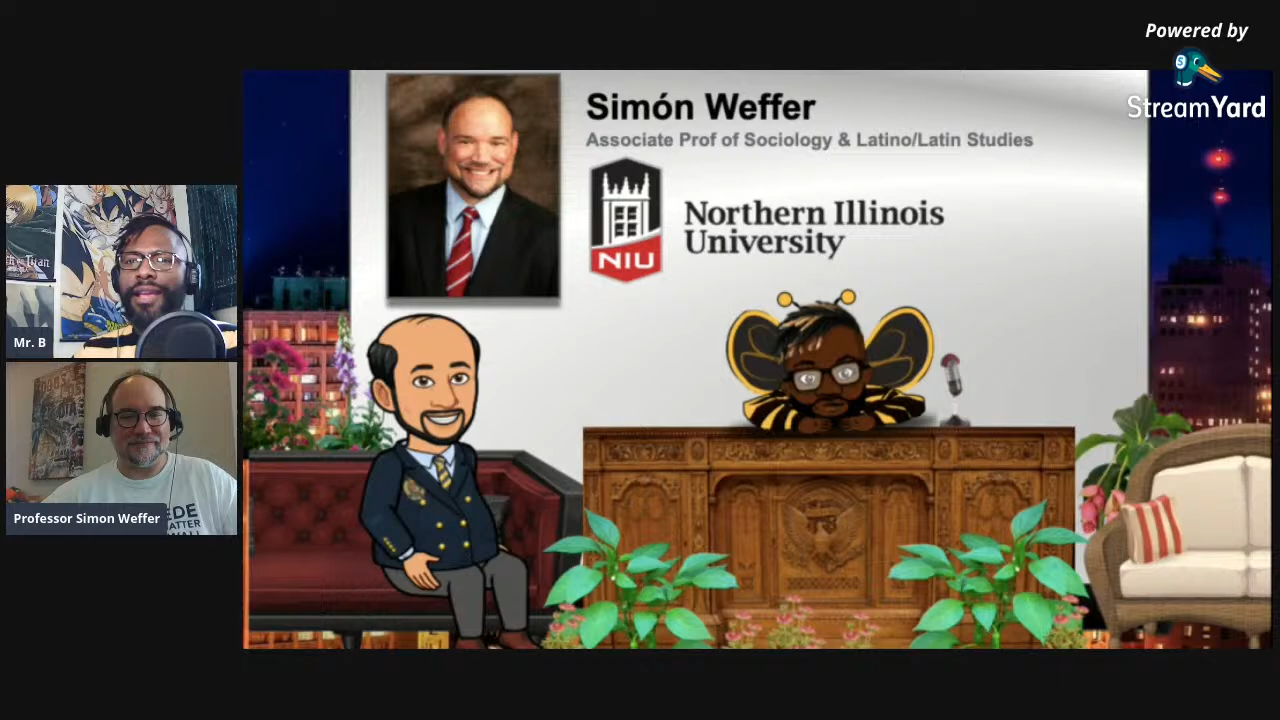 Powered by
StreamYard
Simón Weffer
Associate Prof of Sociology & Latino/Latin Studies
Northern Illinois
University
NIU
Mr. B
Professor Simon Weffer